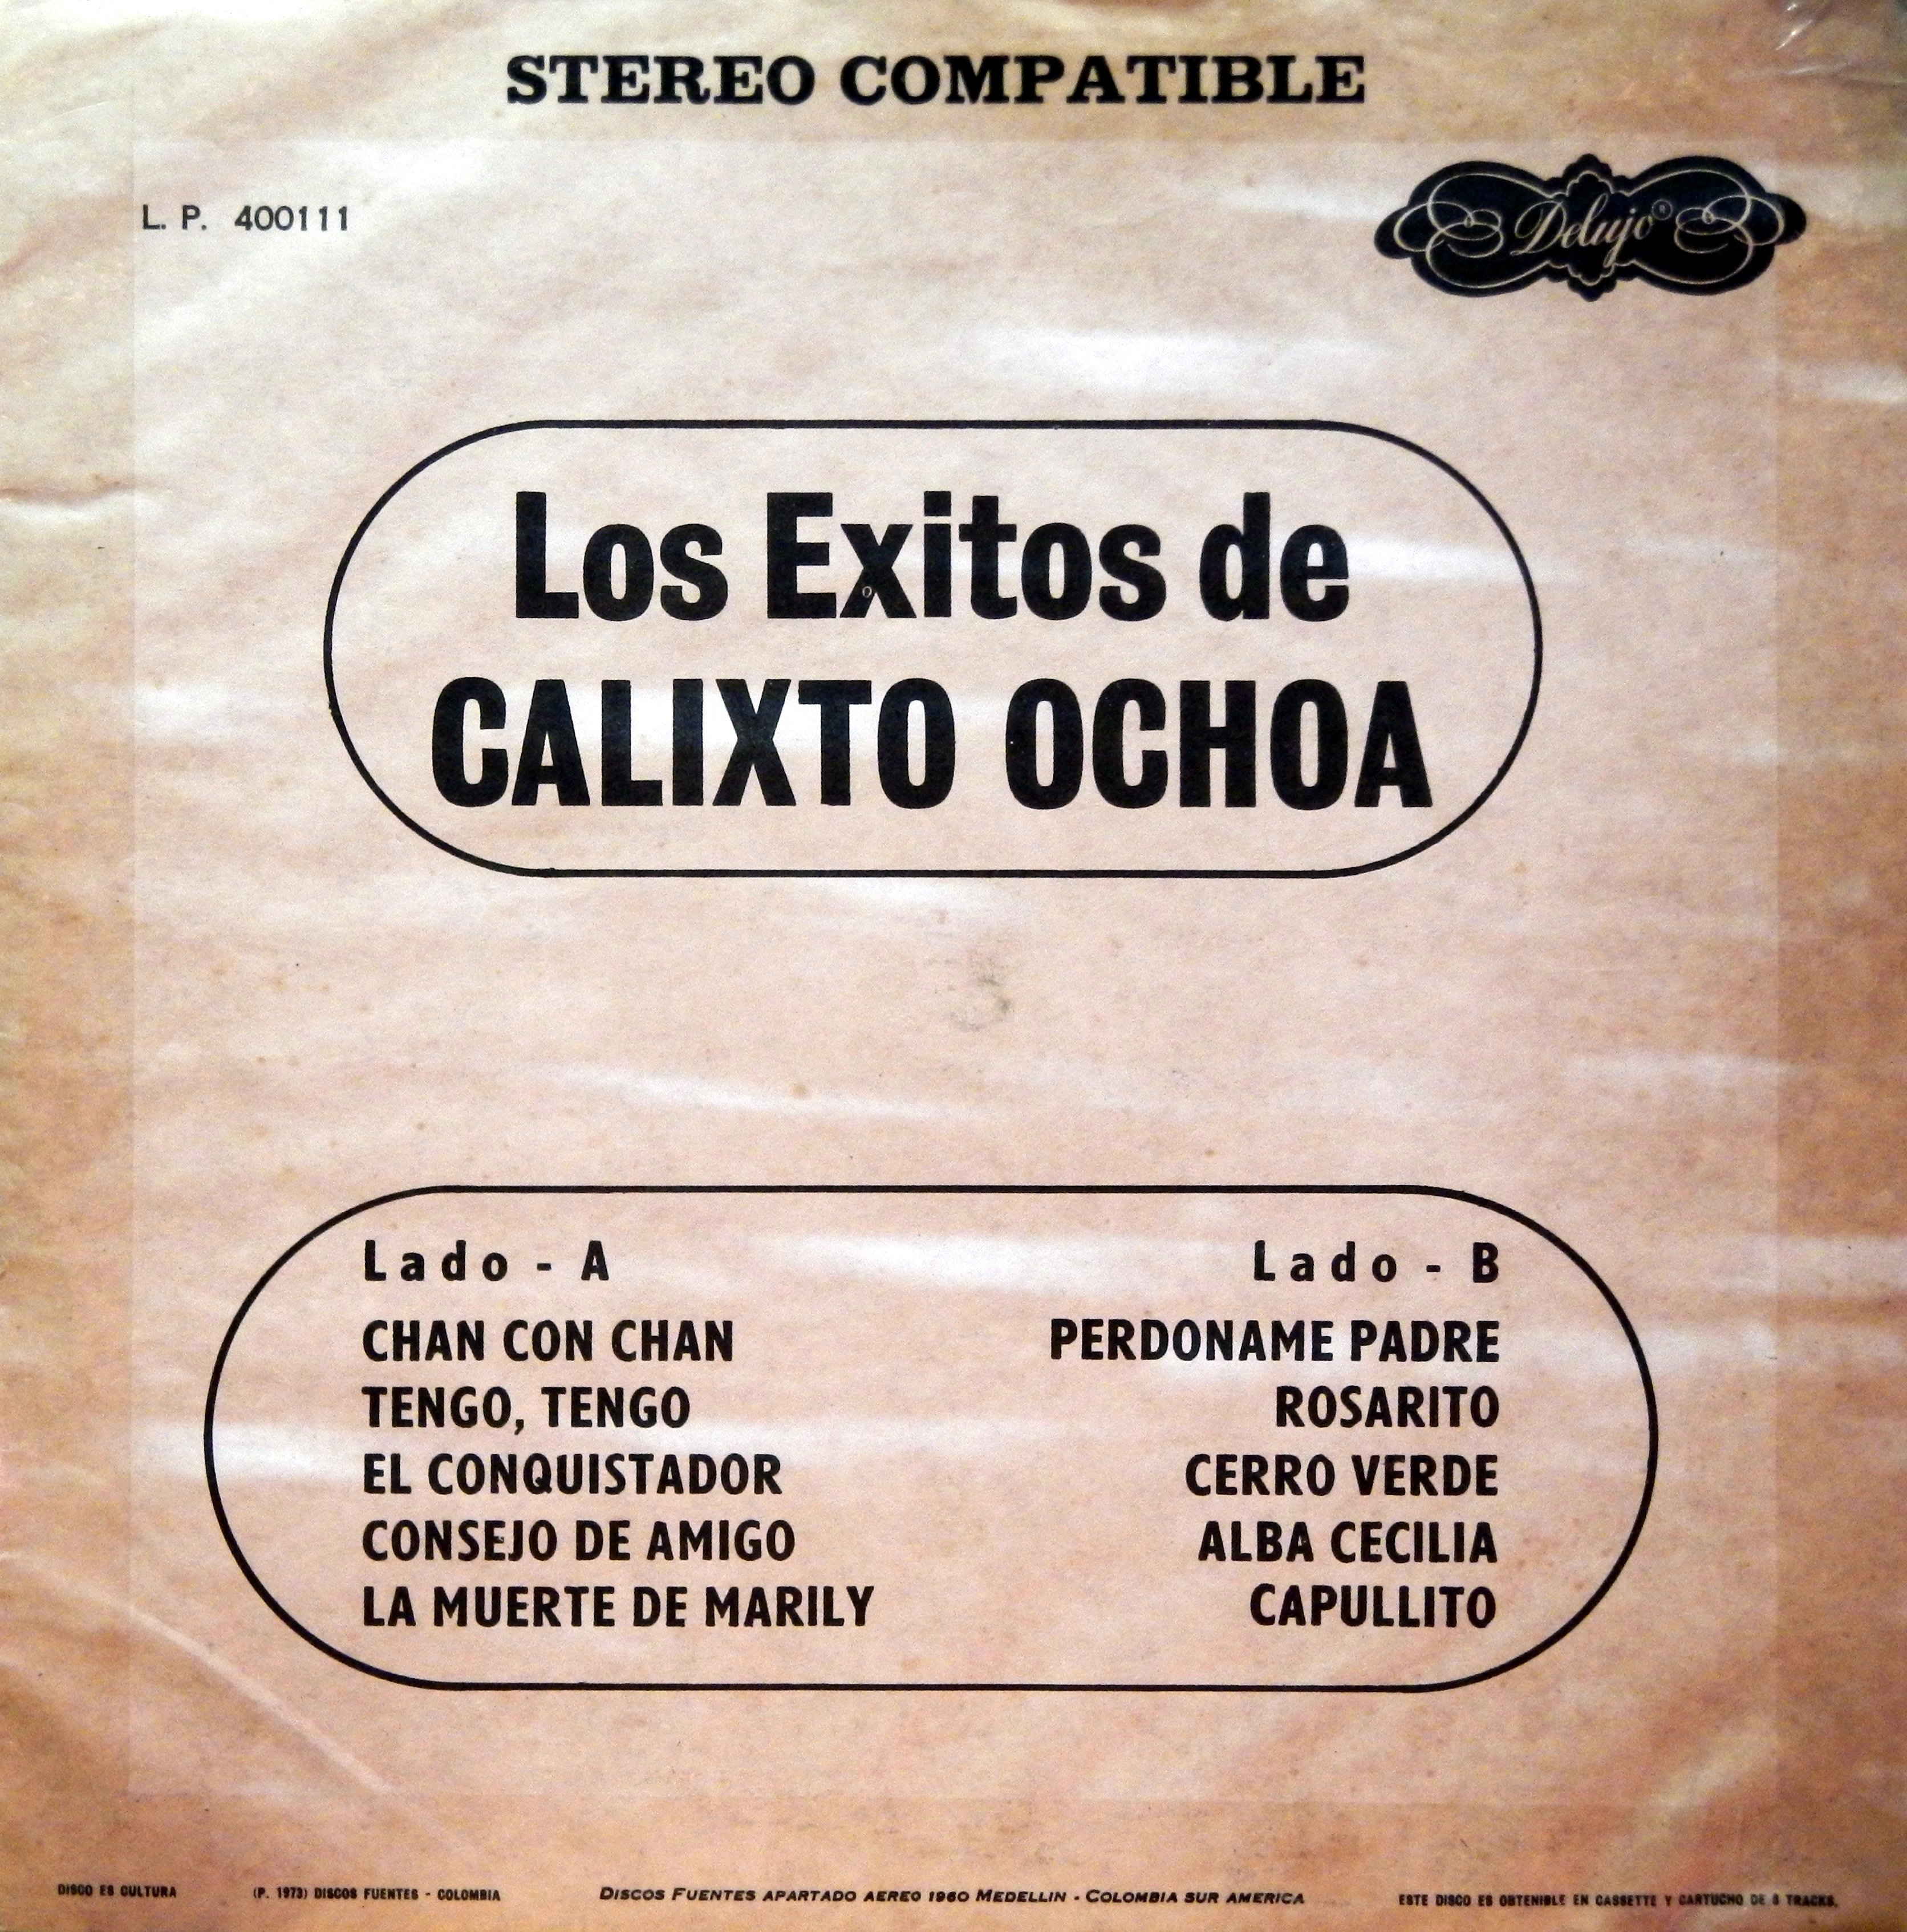 STEREO COMPATIBLE
L. P. 400111
Delujo®
Los Exitos de
CALIXTO OCHOA
Lado - A
CHAN CON CHAN
TENGO, TENGO
EL CONQUISTADOR
CONSEJO DE AMIGO
LA MUERTE DE MARILY
Lado - B
PERDONAME PADRE
ROSARITO
CERRO VERDE
ALBA CECILIA
CAPULLITO
DISCO ES CULTURA
(P. 1973) DISCOS FUENTES - COLOMBIA
DISCOS FUENTES APARTADO AEREO 1960 MEDELLIN - COLOMBIA SUR AMERICA
ESTE DISCO ES OBTENIBLE EN CASSETTE Y CARTUCHO DE 8 TRACKS.